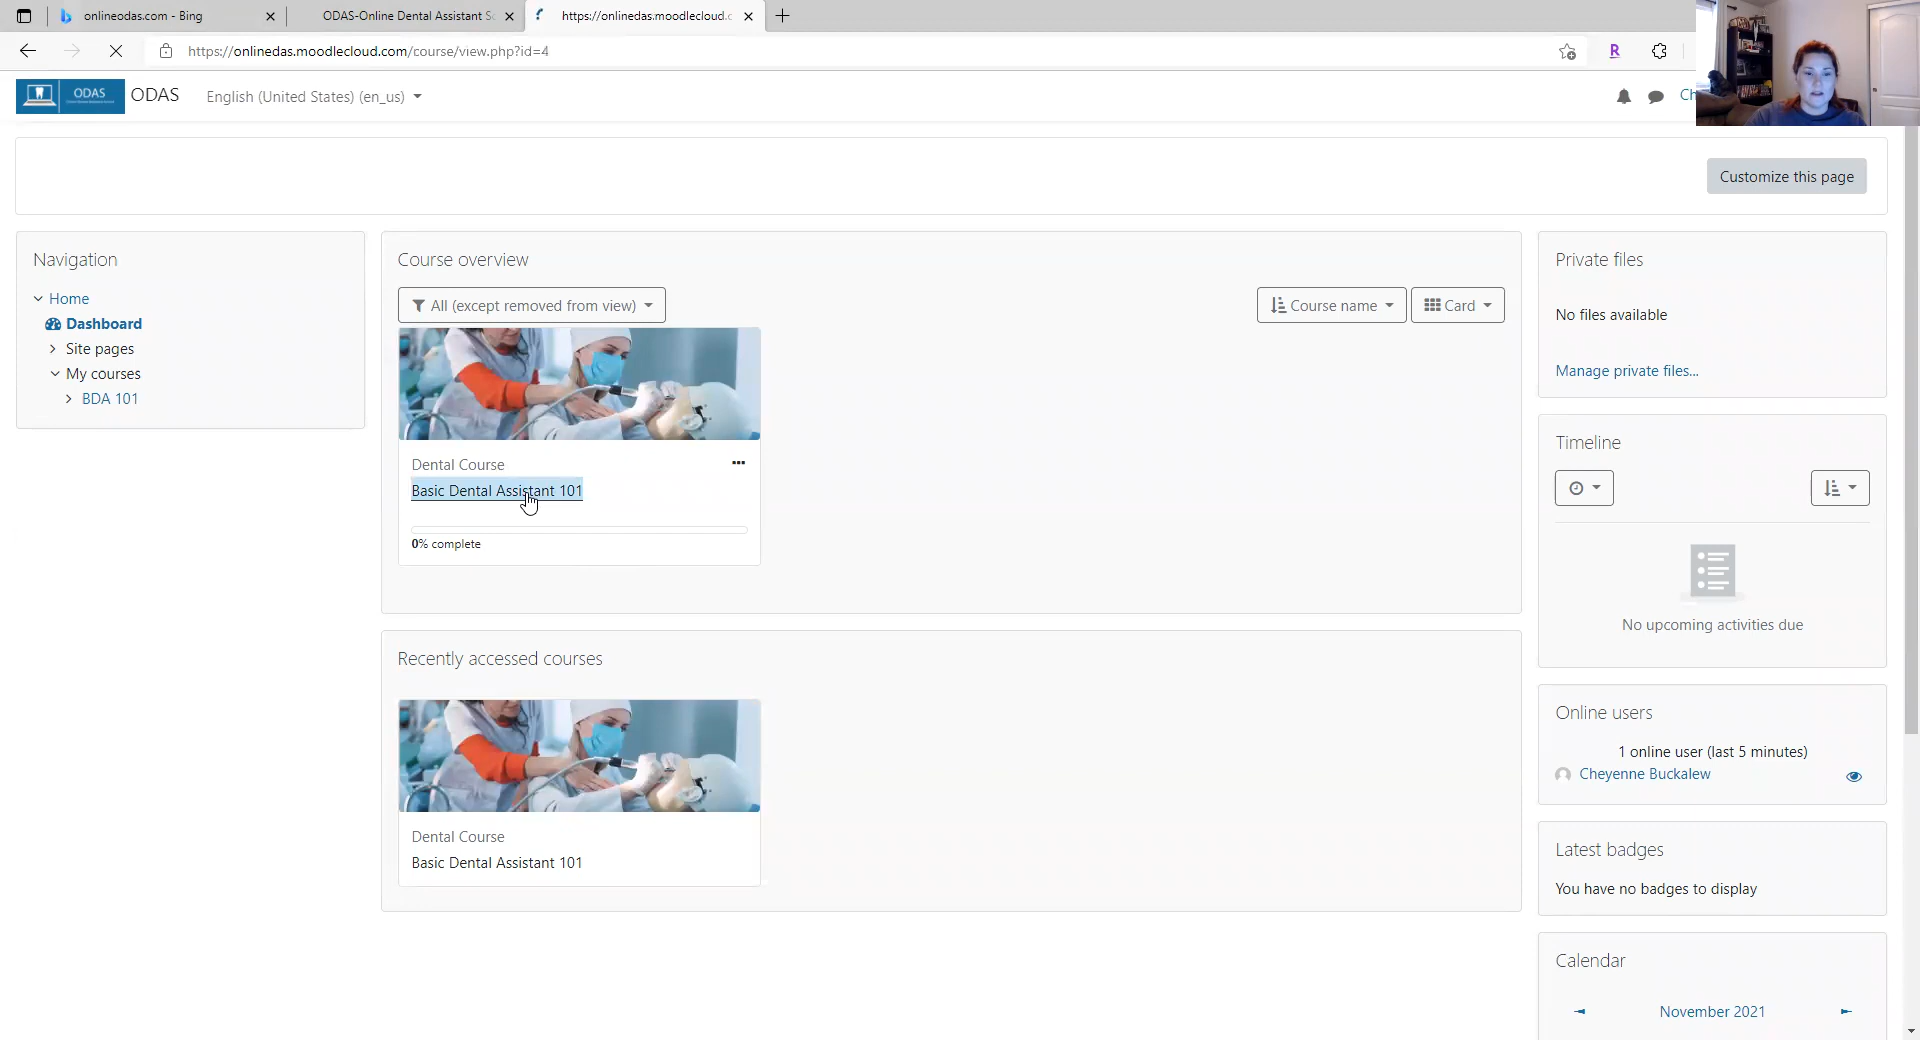 onlineodas.com - Bing
ODAS-Online Dental Assistant Sc
https://onlinedas.moodlecloud.c
https://onlinedas.moodlecloud.com/course/view.php?id=4
ODAS
ODAS
English (United States) (en_us)
Ch
Customize this page
Navigation
Home
Dashboard
Site pages
My courses
BDA 101
Course overview
All (except removed from view)
Course name
Card
Dental Course
Basic Dental Assistant 101
0% complete
Recently accessed courses
Dental Course
Basic Dental Assistant 101
Private files
No files available
Manage private files...
Timeline
No upcoming activities due
Online users
1 online user (last 5 minutes)
Cheyenne Buckalew
Latest badges
You have no badges to display
Calendar
November 2021